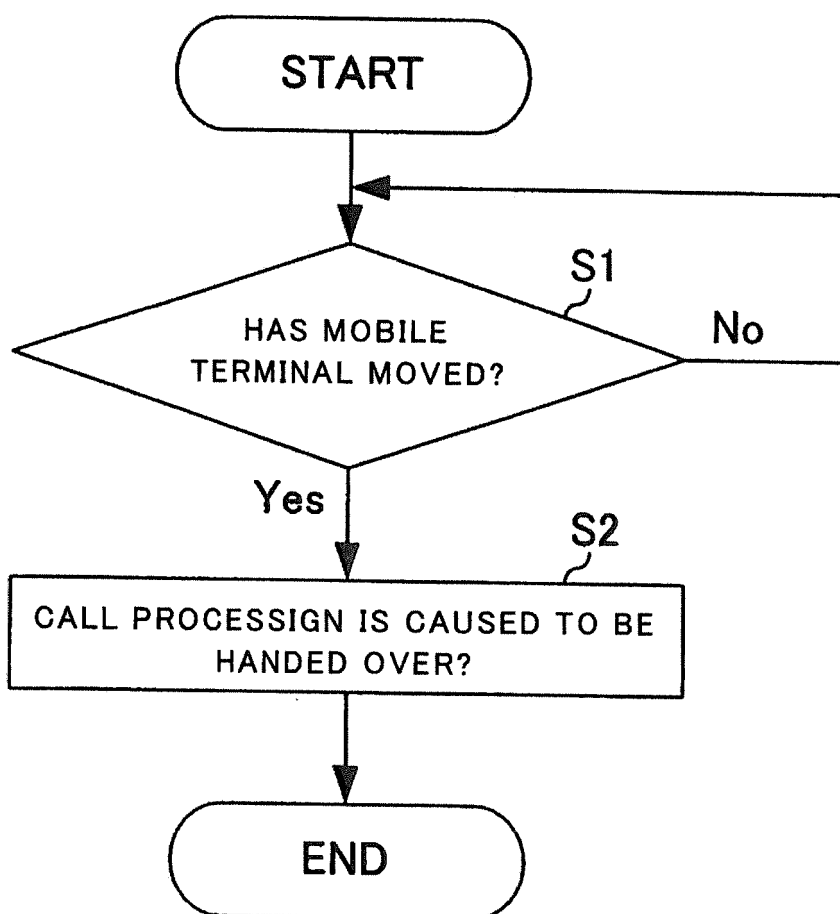 START
S1
HAS MOBILE
TERMINAL MOVED?
No
Yes
S2
CALL PROCESSIGN IS CAUSED TO BE
HANDED OVER?
END